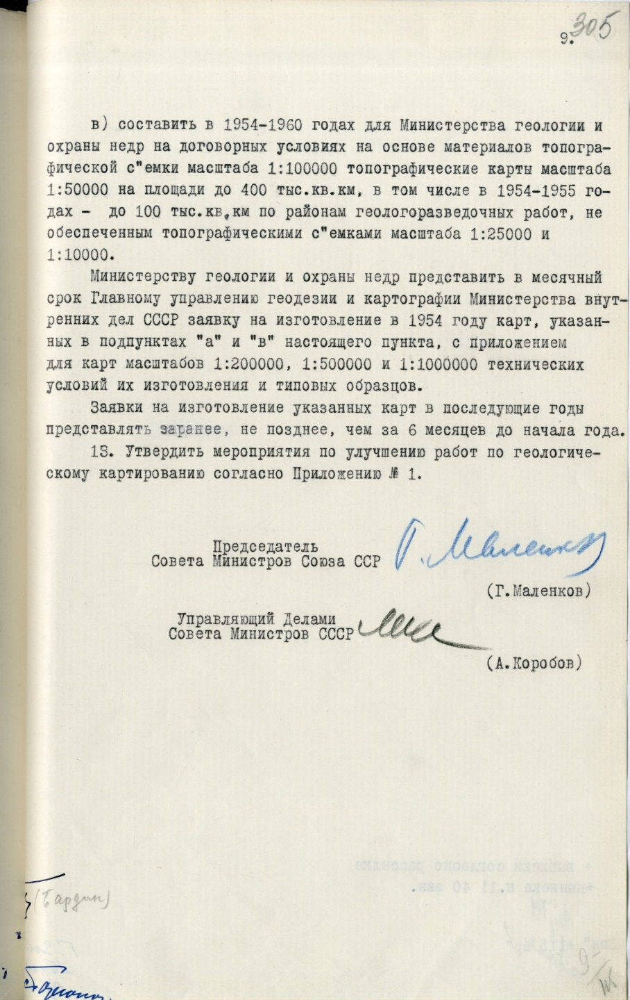 305
9.
в) составить в 1954-1960 годах для Министерства геологии и
охраны недр на договорных условиях на основе материалов топогра-
фической с"емки масштаба 1:100000 топографические карты масштаба
1:50000 на площади до 400 тыс.кв.км, в том числе в 1954-1955 го-
дах - до 100 тыс.кв.км по районам геологоразведочных работ, не
обеспеченным топографическими с"емками масштаба 1:25000 и
1:10000.
Министерству геологии и охраны недр представить в месячный
срок Главному управлению геодезии и картографии Министерства внут-
ренних дел СССР заявку на изготовление в 1954 году карт, указан-
ных в подпунктах "а" и "в" настоящего пункта, с приложением
для карт масштабов 1:200000, 1:500000 и 1:1000000 технических
условий их изготовления и типовых образцов.
Заявки на изготовление указанных карт в последующие годы
представлять заранее, не позднее, чем за 6 месяцев до начала года.
13. Утвердить мероприятия по улучшению работ по геологиче-
скому картированию согласно Приложению № 1.
Председатель
Совета Министров Союза ССР Г. Маленков
(Г.Маленков)
Управляющий Делами
Совета Министров СССР
(А.Коробов)
(Бардин)